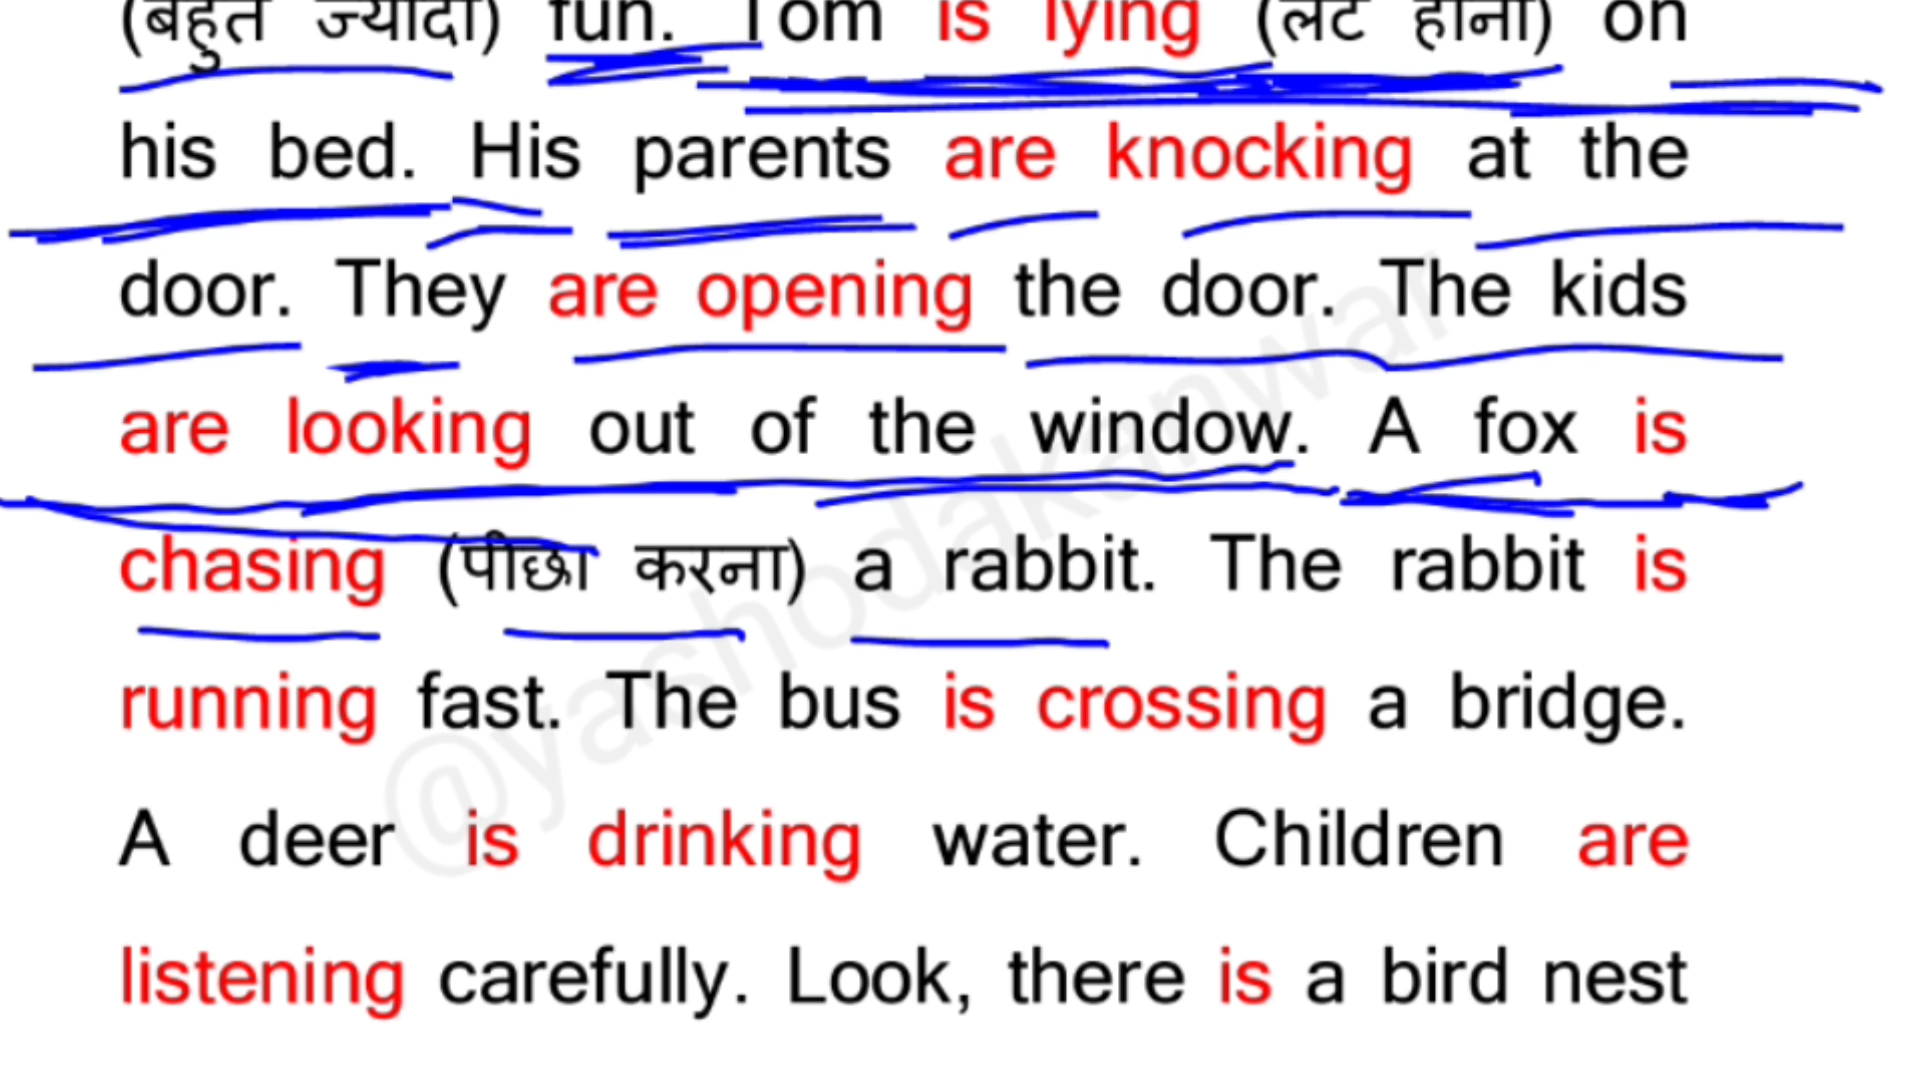 (बहुत ज्यादा) fun. Tom is lying (लेट होना) on
his bed. His parents are knocking at the
door. They are opening the door. The kids
are looking out of the window. A fox is
chasing (पीछा करना) a rabbit. The rabbit is
running fast. The bus is crossing a bridge.
A deer is drinking water. Children are
listening carefully. Look, there is a bird nest
@yashodakanwar